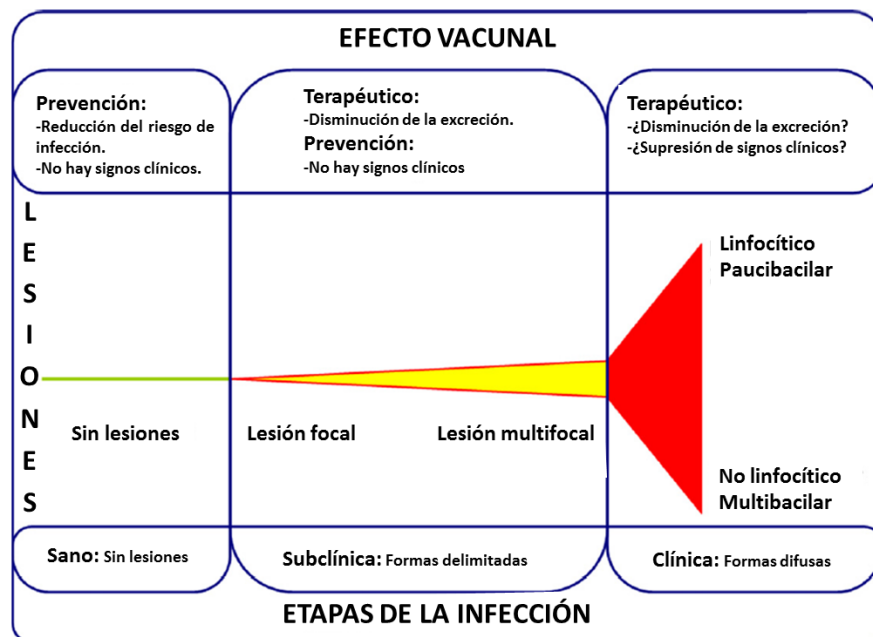 EFECTO VACUNAL
Prevención:
-Reducción del riesgo de
infección.
-No hay signos clínicos.
Terapéutico:
-Disminución de la excreción.
Prevención:
-No hay signos clínicos
Terapéutico:
-¿Disminución de la excreción?
-¿Supresión de signos clínicos?
LESIONES
Linfocítico
Paucibacilar
Sin lesiones
Lesión focal
Lesión multifocal
No linfocítico
Multibacilar
Sano: Sin lesiones
Subclínica: Formas delimitadas
Clínica: Formas difusas
ETAPAS DE LA INFECCIÓN